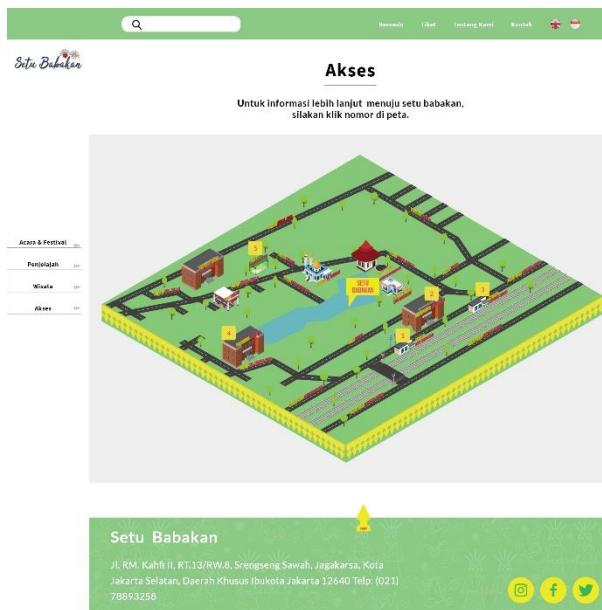 Beranda Tiket Tentang Kami Kontak
Setu Babakan
Akses
Untuk informasi lebih lanjut menuju setu babakan,
silakan klik nomor di peta.
Acara & Festival
Penjelajah
Wisata
Akses
5
SETU
BABAKAN
2
3
4
1
Setu Babakan
Jl. RM. Kahfi II, RT.13/RW.8, Srengseng Sawah, Jagakarsa, Kota
Jakarta Selatan, Daerah Khusus Ibukota Jakarta 12640 Telp: (021)
78893258